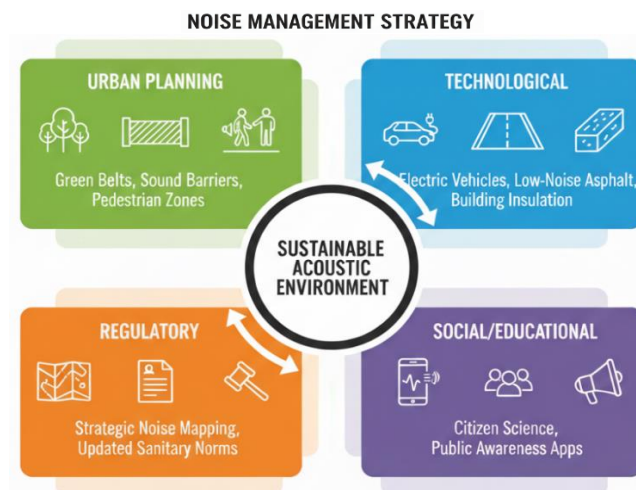 NOISE MANAGEMENT STRATEGY
URBAN PLANNING
Green Belts, Sound Barriers,
Pedestrian Zones
TECHNOLOGICAL
Electric Vehicles, Low-Noise Asphalt,
Building Insulation
SUSTAINABLE
ACOUSTIC
ENVIRONMENT
REGULATORY
Strategic Noise Mapping,
Updated Sanitary Norms
SOCIAL/EDUCATIONAL
Citizen Science,
Public Awareness Apps